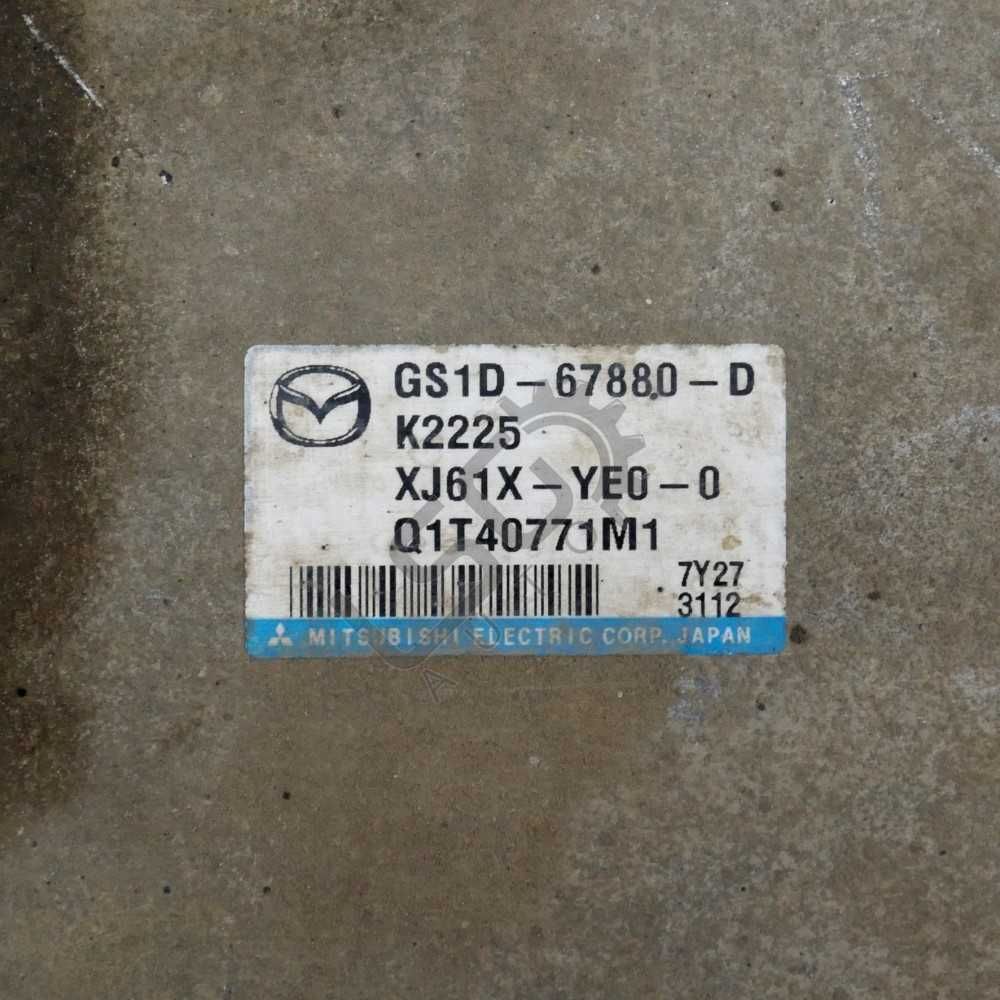 GS1D-67880-D
K2225
XJ61X-YE0-0
Q1T40771M1
7Y27
3112
MITSUBISHI ELECTRIC CORP. JAPAN